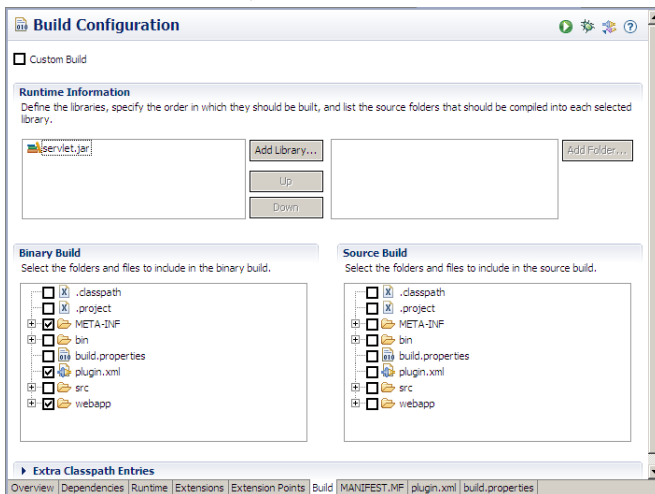 Build Configuration
Custom Build
Runtime Information
Define the libraries, specify the order in which they should be built, and list the source folders that should be compiled into each selected
library.
servlet.jar
Add Library...
Add Folder...
Up
Down
Binary Build
Select the folders and files to include in the binary build.
.classpath
.project
META-INF
bin
build.properties
plugin.xml
src
webapp
Source Build
Select the folders and files to include in the source build.
.classpath
.project
META-INF
bin
build.properties
plugin.xml
src
webapp
Extra Classpath Entries
Overview Dependencies Runtime Extensions Extension Points Build MANIFEST.MF plugin.xml build.properties